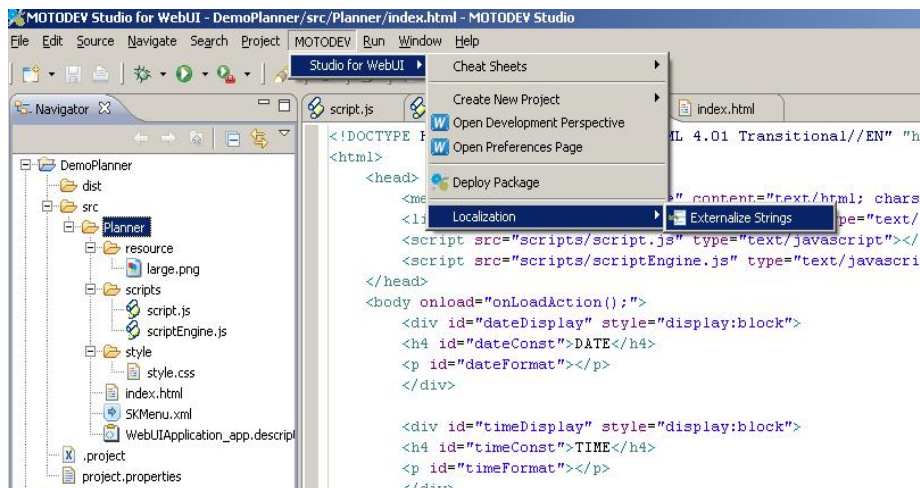 MOTODEV Studio for WebUI - DemoPlanner/src/Planner/index.html - MOTODEV Studio
File Edit Source Navigate Search Project MOTODEV Run Window Help
Studio for WebUI
Cheat Sheets
Create New Project
Open Development Perspective
Open Preferences Page
Deploy Package
Localization
Externalize Strings
Navigator
DemoPlanner
dist
src
Planner
resource
large.png
scripts
script.js
scriptEngine.js
style
style.css
index.html
SKMenu.xml
WebUIApplication_app.descript
.project
project.properties
script.js
index.html
<!DOCTYPE ML 4.01 Transitional//EN" "h
<html>
<head>
<me content="text/html; chars
<li pe="text/
<script src="scripts/script.js" type="text/javascript"></
<script src="scripts/scriptEngine.js" type="text/javascri
</head>
<body onload="onLoadAction();">
<div id="dateDisplay" style="display:block">
<h4 id="dateConst">DATE</h4>
<p id="dateFormat"></p>
</div>
<div id="timeDisplay" style="display:block">
<h4 id="timeConst">TIME</h4>
<p id="timeFormat"></p>
</div>